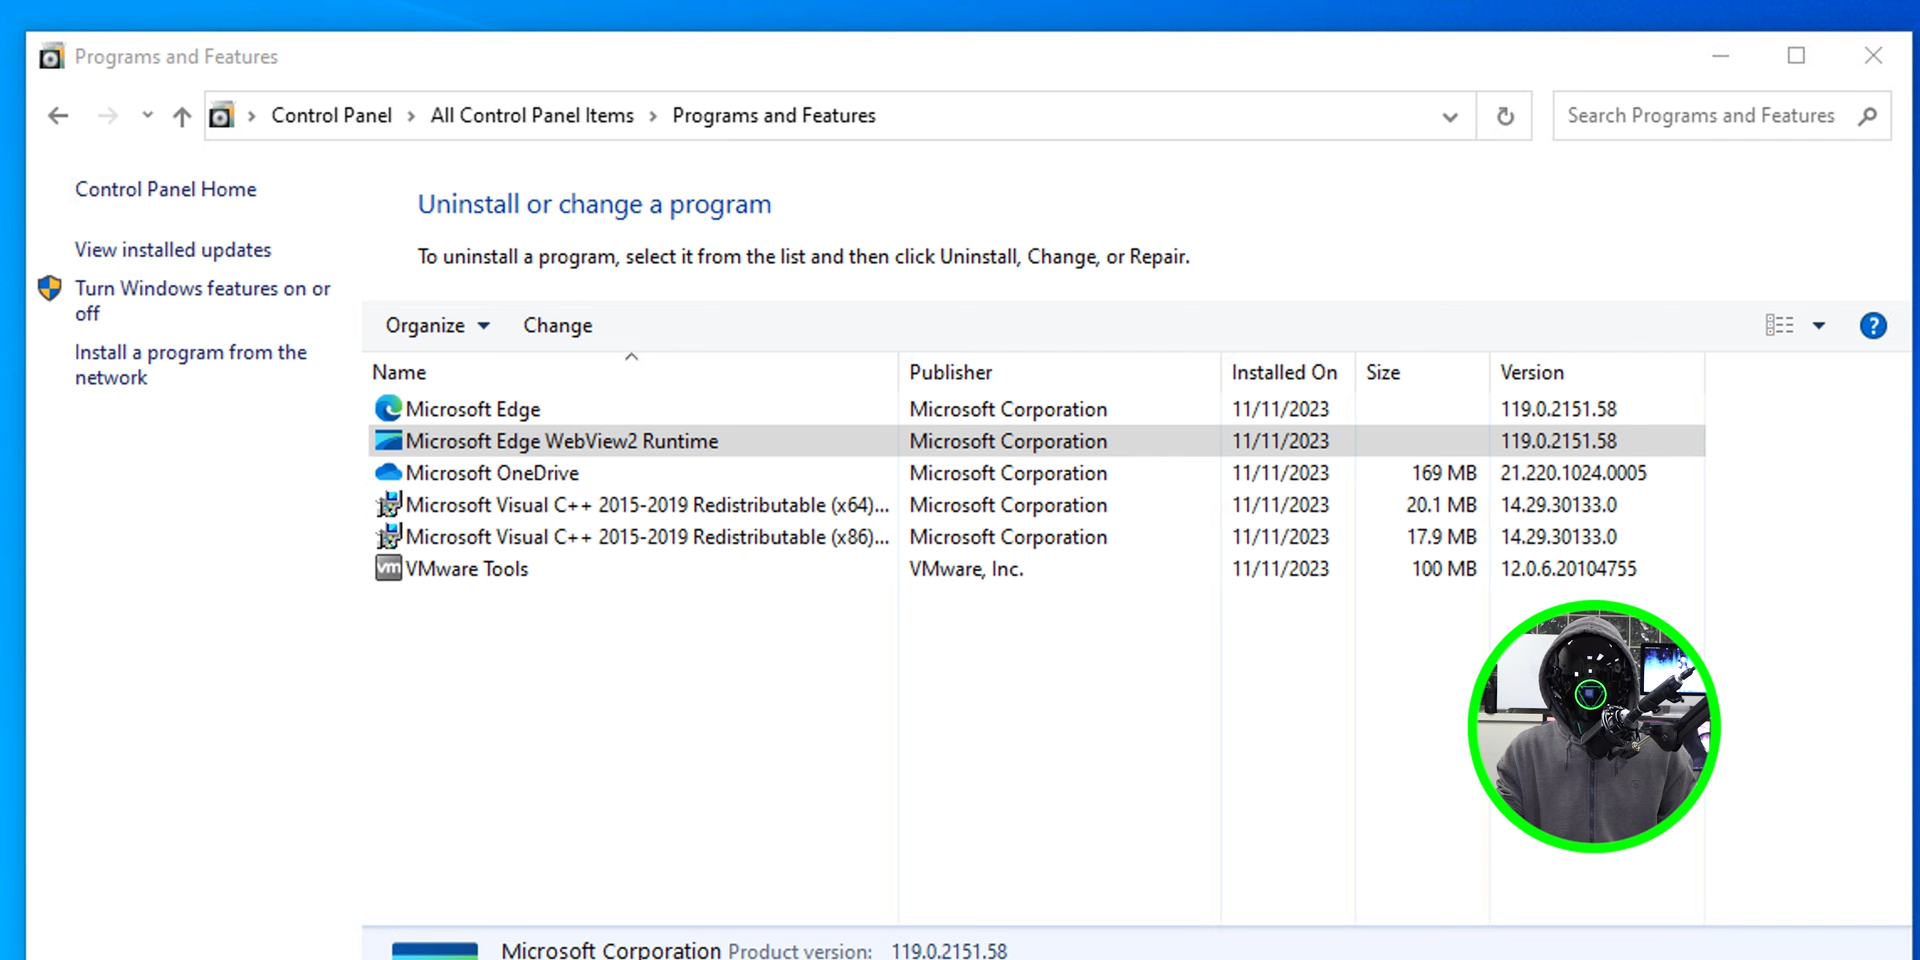 Programs and Features
Control Panel
All Control Panel Items
Programs and Features
Search Programs and Features
Control Panel Home
View installed updates
Turn Windows features on or
off
Install a program from the
network
Uninstall or change a program
To uninstall a program, select it from the list and then click Uninstall, Change, or Repair.
Organize Change
Name Publisher Installed On Size Version
Microsoft Edge Microsoft Corporation 11/11/2023 119.0.2151.58
Microsoft Edge WebView2 Runtime Microsoft Corporation 11/11/2023 119.0.2151.58
Microsoft OneDrive Microsoft Corporation 11/11/2023 169 MB 21.220.1024.0005
Microsoft Visual C++ 2015-2019 Redistributable (x64)... Microsoft Corporation 11/11/2023 20.1 MB 14.29.30133.0
Microsoft Visual C++ 2015-2019 Redistributable (x86)... Microsoft Corporation 11/11/2023 17.9 MB 14.29.30133.0
vm VMware Tools VMware, Inc. 11/11/2023 100 MB 12.0.6.20104755
Microsoft Corporation Product version: 119.0.2151.58